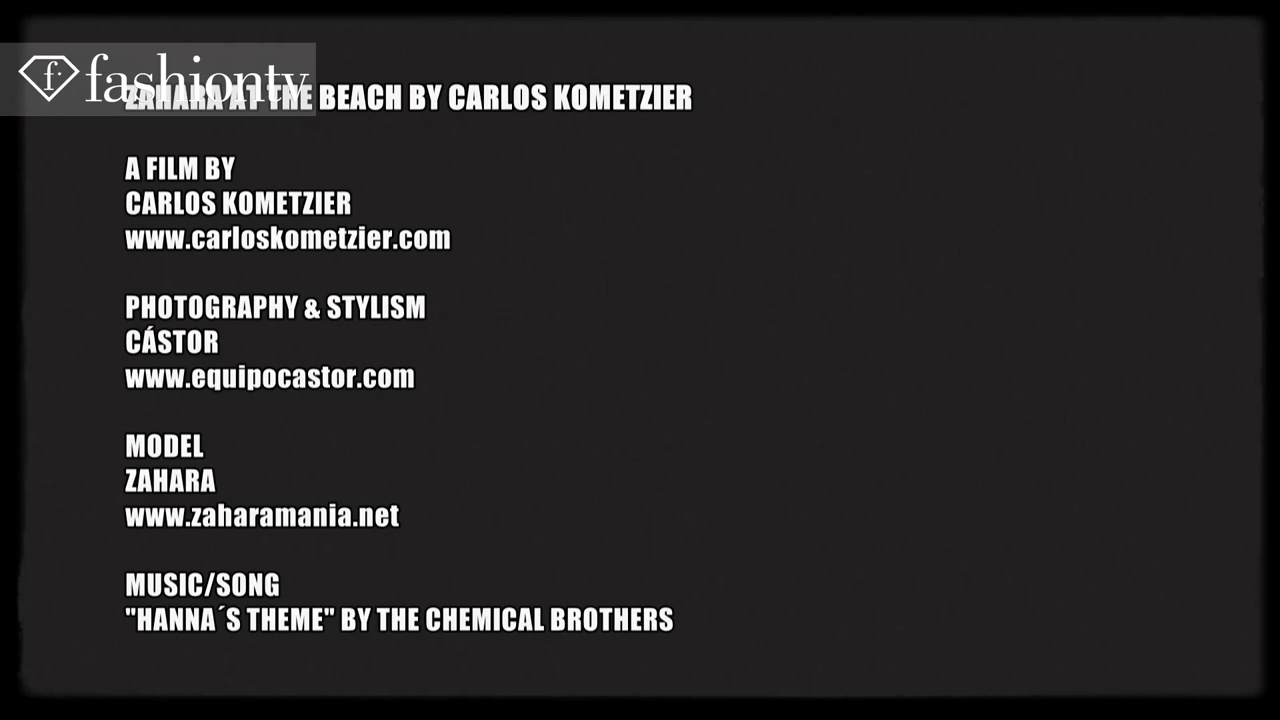 fashiontv
ZAHARA AT THE BEACH BY CARLOS KOMETZIER
A FILM BY
CARLOS KOMETZIER
www.carloskometzier.com
PHOTOGRAPHY & STYLISM
CÁSTOR
www.equipocastor.com
MODEL
ZAHARA
www.zaharamania.net
MUSIC/SONG
"HANNA´S THEME" BY THE CHEMICAL BROTHERS